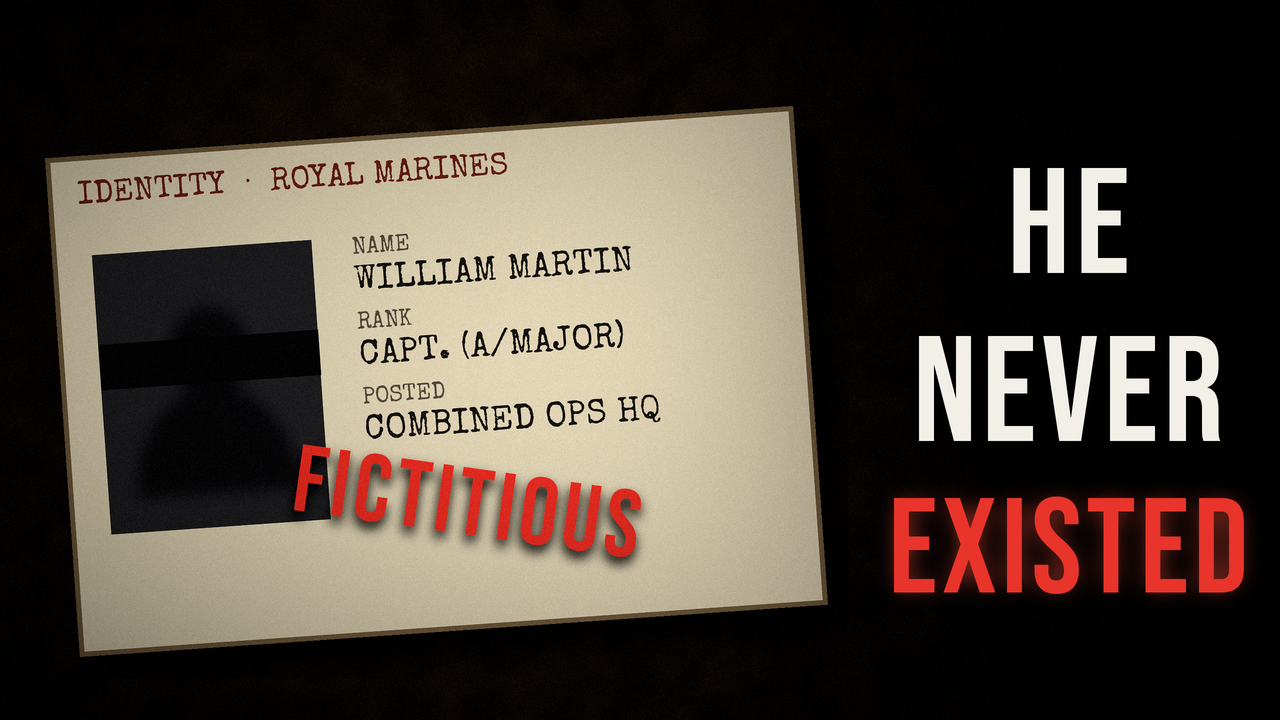 IDENTITY · ROYAL MARINES
NAME
WILLIAM MARTIN
RANK
CAPT. (A/MAJOR)
POSTED
COMBINED OPS HQ
FICTITIOUS
HE
NEVER
EXISTED